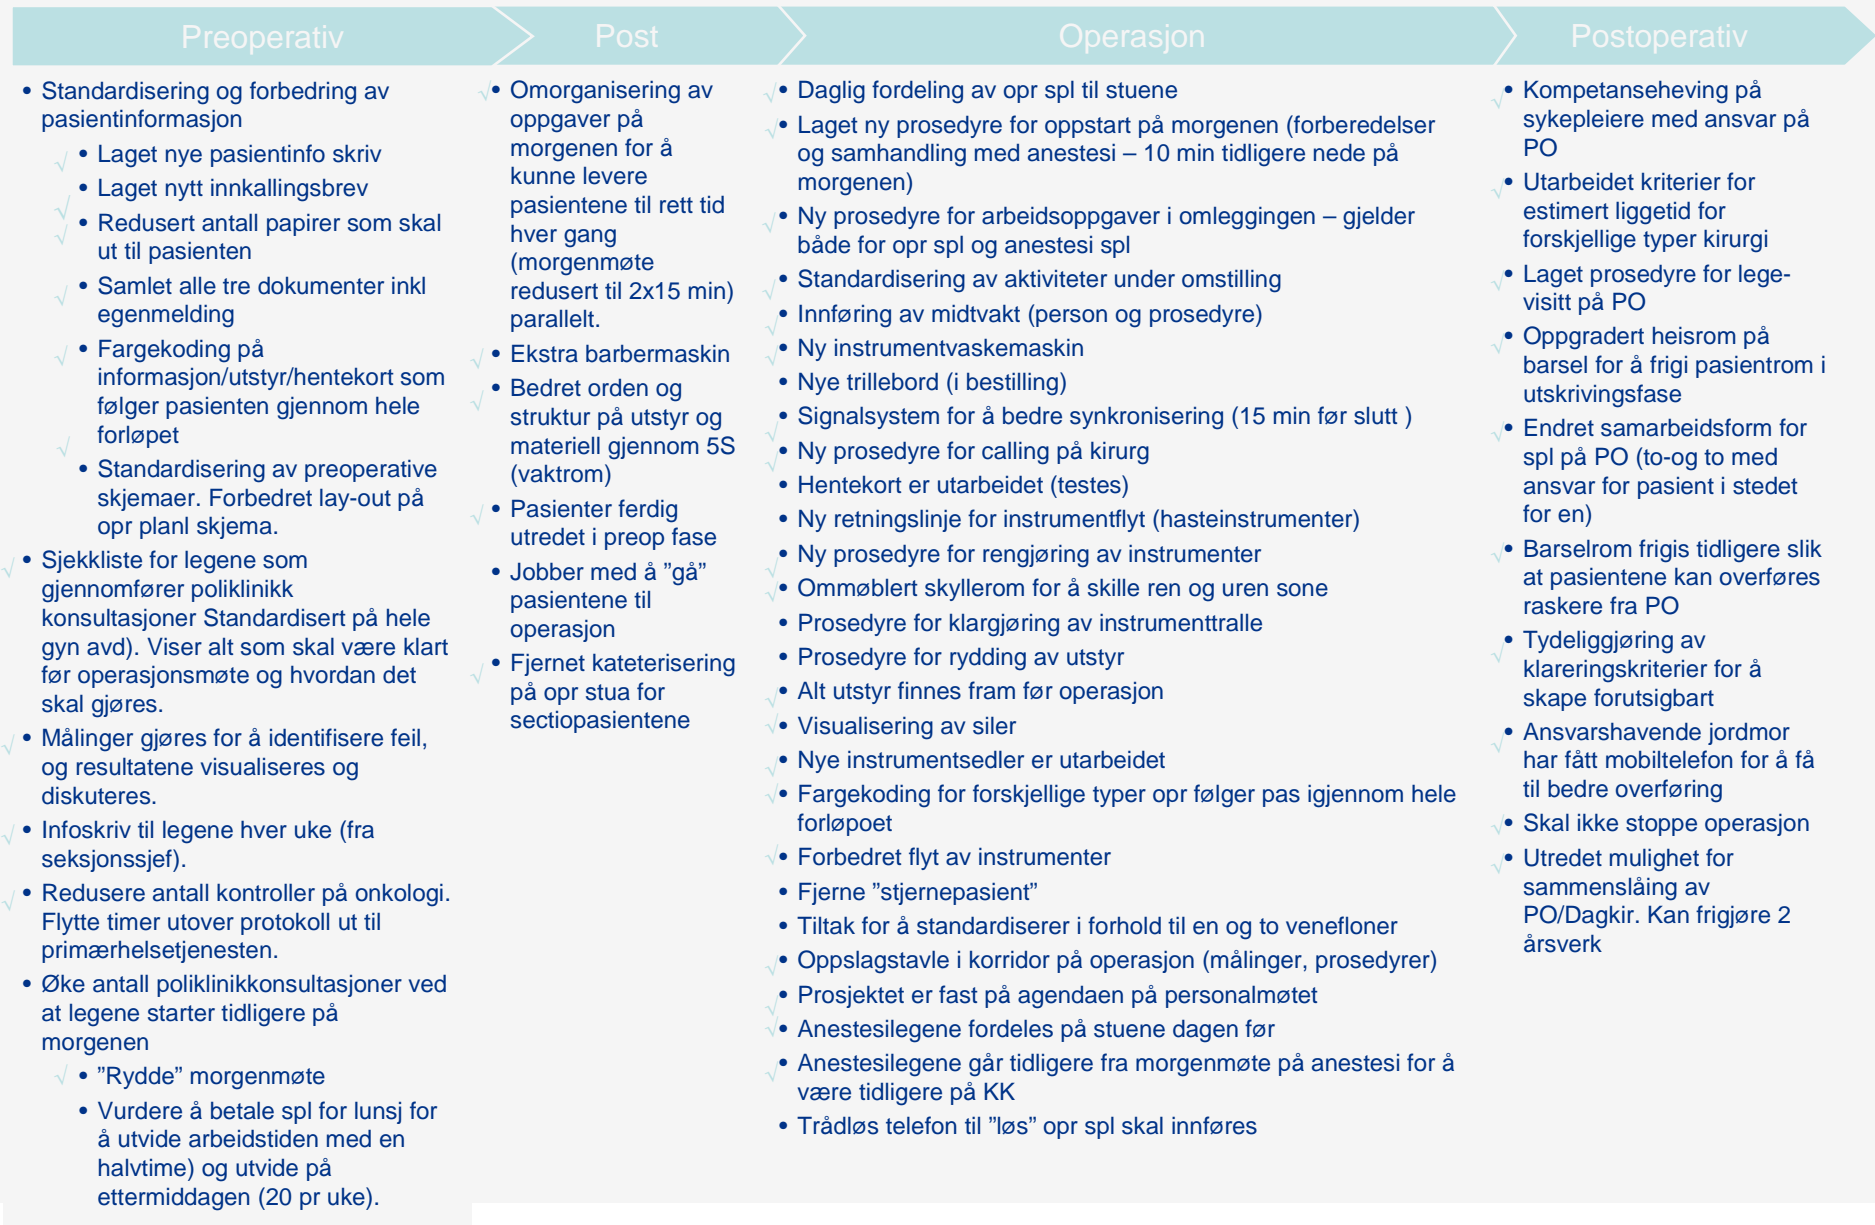 Preoperativ
• Standardisering og forbedring av
pasientinformasjon
√ • Laget nye pasientinfo skriv
√ • Laget nytt innkallingsbrev
√ • Redusert antall papirer som skal
ut til pasienten
√ • Samlet alle tre dokumenter inkl
egenmelding
√ • Fargekoding på
informasjon/utstyr/hentekort som
følger pasienten gjennom hele
forløpet
√ • Standardisering av preoperative
skjemaer. Forbedret lay-out på
opr planl skjema.
√ • Sjekkliste for legene som
gjennomfører poliklinikk
konsultasjoner Standardisert på hele
gyn avd). Viser alt som skal være klart
før operasjonsmøte og hvordan det
skal gjøres.
√ • Målinger gjøres for å identifisere feil,
og resultatene visualiseres og
diskuteres.
√ • Infoskriv til legene hver uke (fra
seksjonssjef).
√ • Redusere antall kontroller på onkologi.
Flytte timer utover protokoll ut til
primærhelsetjenesten.
• Øke antall poliklinikkonsultasjoner ved
at legene starter tidligere på
morgenen
√ • ”Rydde” morgenmøte
• Vurdere å betale spl for lunsj for
å utvide arbeidstiden med en
halvtime) og utvide på
ettermiddagen (20 pr uke).
Post
√ • Omorganisering av
oppgaver på
morgenen for å
kunne levere
pasientene til rett tid
hver gang
(morgenmøte
redusert til 2x15 min)
parallelt.
√ • Ekstra barbermaskin
√ • Bedret orden og
struktur på utstyr og
materiell gjennom 5S
(vaktrom)
√ • Pasienter ferdig
utredet i preop fase
• Jobber med å ”gå”
pasientene til
operasjon
√ • Fjernet kateterisering
på opr stua for
sectiopasientene
Operasjon
√ • Daglig fordeling av opr spl til stuene
√ • Laget ny prosedyre for oppstart på morgenen (forberedelser
og samhandling med anestesi – 10 min tidligere nede på
morgenen)
√ • Ny prosedyre for arbeidsoppgaver i omleggingen – gjelder
både for opr spl og anestesi spl
√ • Standardisering av aktiviteter under omstilling
√ • Innføring av midtvakt (person og prosedyre)
√ • Ny instrumentvaskemaskin
• Nye trillebord (i bestilling)
√ • Signalsystem for å bedre synkronisering (15 min før slutt )
√ • Ny prosedyre for calling på kirurg
• Hentekort er utarbeidet (testes)
√ • Ny retningslinje for instrumentflyt (hasteinstrumenter)
√ • Ny prosedyre for rengjøring av instrumenter
√ • Ommøblert skyllerom for å skille ren og uren sone
• Prosedyre for klargjøring av instrumenttralle
• Prosedyre for rydding av utstyr
√ • Alt utstyr finnes fram før operasjon
√ • Visualisering av siler
√ • Nye instrumentsedler er utarbeidet
√ • Fargekoding for forskjellige typer opr følger pas igjennom hele
forløpoet
√ • Forbedret flyt av instrumenter
• Fjerne ”stjernepasient”
• Tiltak for å standardiserer i forhold til en og to venefloner
√ • Oppslagstavle i korridor på operasjon (målinger, prosedyrer)
√ • Prosjektet er fast på agendaen på personalmøtet
√ • Anestesilegene fordeles på stuene dagen før
√ • Anestesilegene går tidligere fra morgenmøte på anestesi for å
være tidligere på KK
• Trådløs telefon til ”løs” opr spl skal innføres
Postoperativ
√ • Kompetanseheving på
sykepleiere med ansvar på
PO
√ • Utarbeidet kriterier for
estimert liggetid for
forskjellige typer kirurgi
√ • Laget prosedyre for lege-
visitt på PO
√ • Oppgradert heisrom på
barsel for å frigi pasientrom i
utskrivingsfase
√ • Endret samarbeidsform for
spl på PO (to-og to med
ansvar for pasient i stedet
for en)
√ • Barselrom frigis tidligere slik
at pasientene kan overføres
raskere fra PO
√ • Tydeliggjøring av
klareringskriterier for å
skape forutsigbart
√ • Ansvarshavende jordmor
har fått mobiltelefon for å få
til bedre overføring
√ • Skal ikke stoppe operasjon
√ • Utredet mulighet for
sammenslåing av
PO/Dagkir. Kan frigjøre 2
årsverk